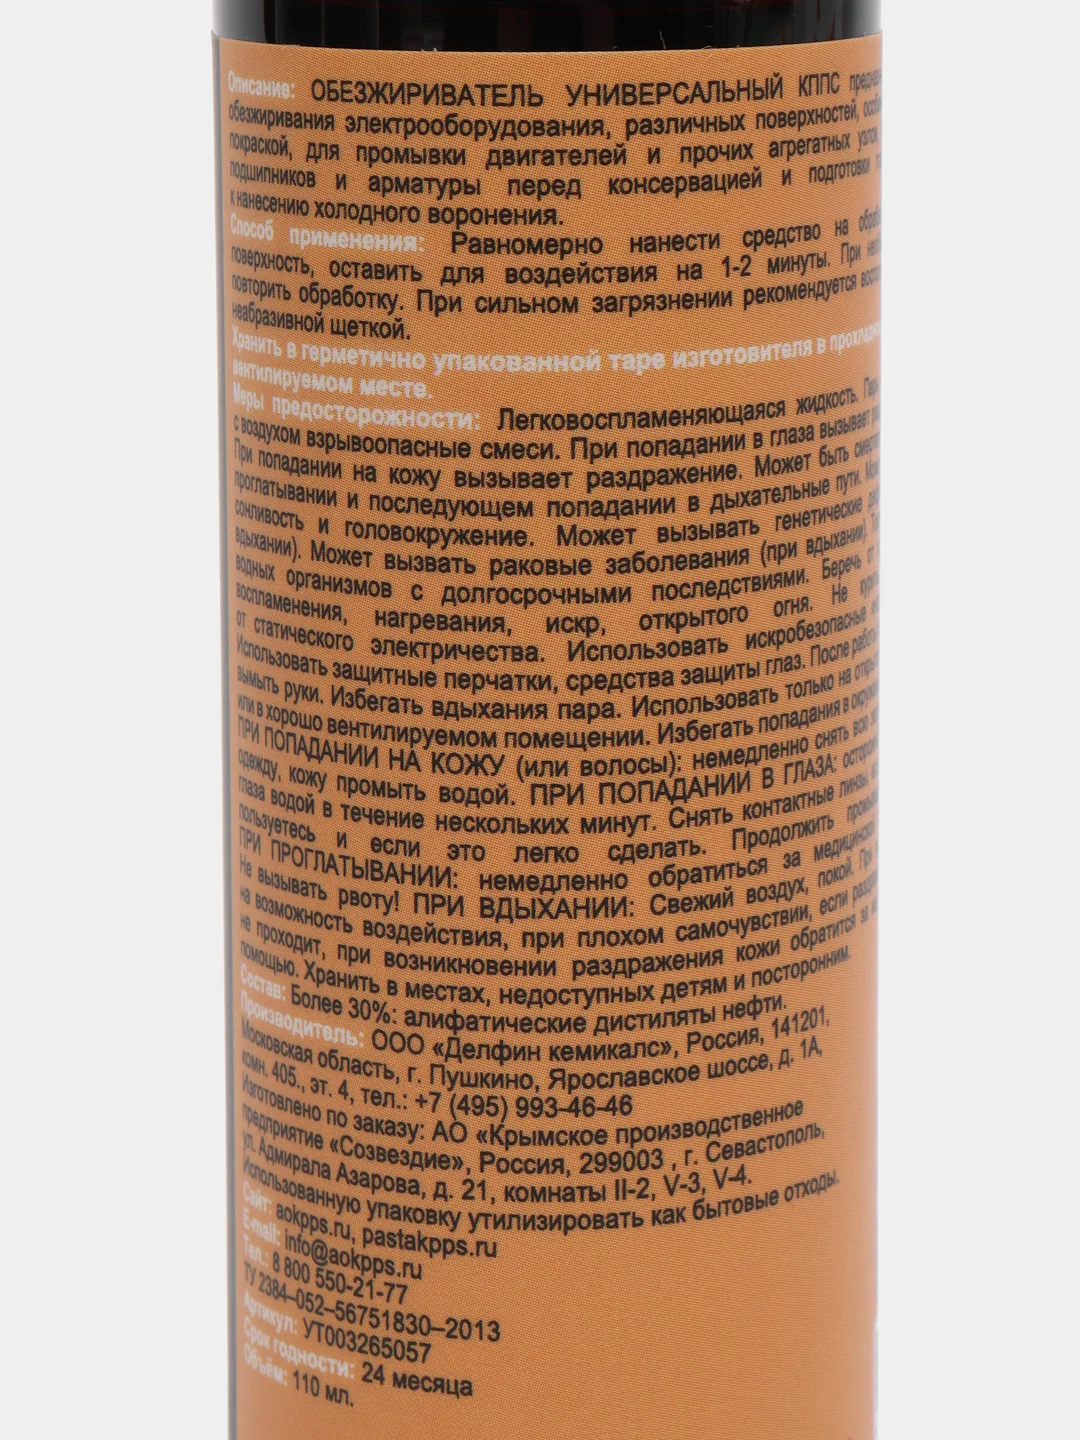 Описание: ОБЕЗЖИРИВАТЕЛЬ УНИВЕРСАЛЬНЫЙ КППС
обезжиривания электрооборудования, различных поверхностей,
покраской, для промывки двигателей и прочих агрегатных узлов,
подшипников и арматуры перед консервацией и подготовки
к нанесению холодного воронения.
Способ применения: Равномерно нанести средство на
поверхность, оставить для воздействия на 1-2 минуты. При
повторить обработку. При сильном загрязнении рекомендуется
неабразивной щеткой.
Хранить в герметично упакованной таре изготовителя в
вентилируемом месте.
Меры предосторожности: Легковоспламеняющаяся жидкость.
с воздухом взрывоопасные смеси. При попадании в глаза вызывает
При попадании на кожу вызывает раздражение. Может быть
проглатывании и последующем попадании в дыхательные пути.
сонливость и головокружение. Может вызывать генетические
вдыхании). Может вызвать раковые заболевания (при вдыхании).
водных организмов с долгосрочными последствиями. Беречь от
воспламенения, нагревания, искр, открытого огня. Не
от статического электричества. Использовать искробезопасные
Использовать защитные перчатки, средства защиты глаз. После работы
вымыть руки. Избегать вдыхания пара. Использовать только на
или в хорошо вентилируемом помещении. Избегать попадания в
ПРИ ПОПАДАНИИ НА КОЖУ (или волосы): немедленно снять всю
одежду, кожу промыть водой. ПРИ ПОПАДАНИИ В ГЛАЗА:
глаза водой в течение нескольких минут. Снять контактные линзы,
пользуетесь и если это легко сделать. Продолжить
ПРИ ПРОГЛАТЫВАНИИ: немедленно обратиться за
Не вызывать рвоту! ПРИ ВДЫХАНИИ: Свежий воздух, покой. При
на возможность воздействия, при плохом самочувствии, если
не проходит, при возникновении раздражения кожи обратится за
помощью. Хранить в местах, недоступных детям и посторонним.
Состав: Более 30%: алифатические дистиляты нефти.
Производитель: ООО «Делфин кемикалс», Россия, 141201,
Московская область, г. Пушкино, Ярославское шоссе, д. 1А,
комн. 405., эт. 4, тел.: +7 (495) 993-46-46
Изготовлено по заказу: АО «Крымское производственное
предприятие «Созвездие», Россия, 299003 , г. Севастополь,
ул. Адмирала Азарова, д. 21, комнаты II-2, V-3, V-4.
Использованную упаковку утилизировать как бытовые отходы.
Сайт: aokpps.ru, pastakpps.ru
E-mail: info@aokpps.ru
Тел.: 8 800 550-21-77
ТУ 2384–052–56751830–2013
Артикул: УТ003265057
Срок годности: 24 месяца
Объём: 110 мл.